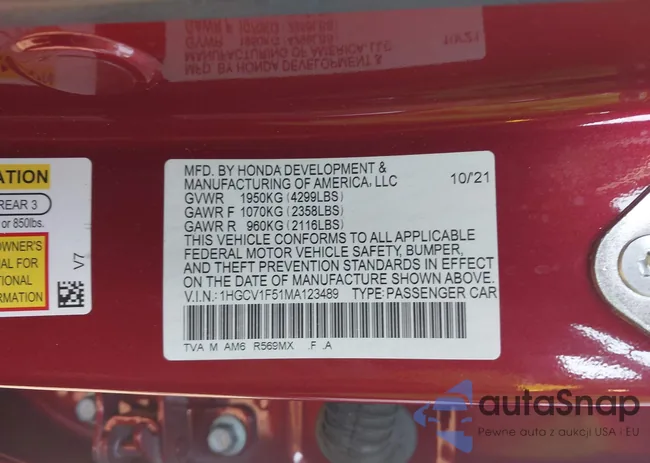 MFD. BY HONDA DEVELOPMENT &
MANUFACTURING OF AMERICA, LLC
10/21
GVWR 1950KG (4299LBS)
GAWR F 1070KG (2358LBS)
GAWR R 960KG (2116LBS)
THIS VEHICLE CONFORMS TO ALL APPLICABLE
FEDERAL MOTOR VEHICLE SAFETY, BUMPER,
AND THEFT PREVENTION STANDARDS IN EFFECT
ON THE DATE OF MANUFACTURE SHOWN ABOVE.
V.I.N.: 1HGCV1F51MA123489 TYPE: PASSENGER CAR
TVA M AM6 R569MX .F .A
ATION
REAR 3
or 850lbs.
OWNER'S
AL FOR
TIONAL
RMATION
V7
autoSnap
Pewne auta z aukcji USA i EU